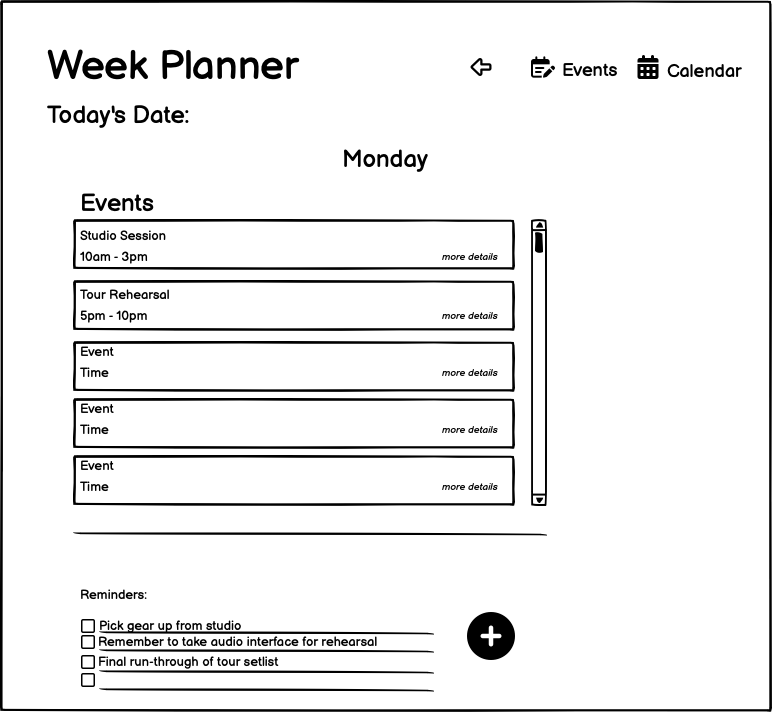 Week Planner
Events
Calendar
Today's Date:
Monday
Events
Studio Session
10am - 3pm
more details
Tour Rehearsal
5pm - 10pm
more details
Event
Time
more details
Event
Time
more details
Event
Time
more details
Reminders:
Pick gear up from studio
Remember to take audio interface for rehearsal
Final run-through of tour setlist